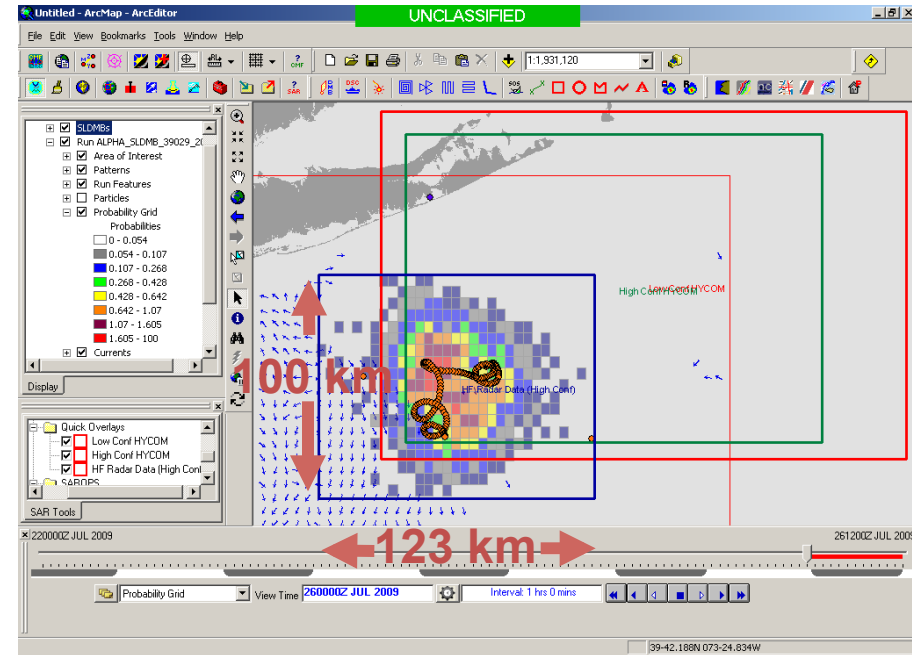 Untitled - ArcMap - ArcEditor
UNCLASSIFIED
File Edit View Bookmarks Tools Window Help
1:1,931,120
SLDMBs
Run ALPHA_SLDMB_39029_20
Area of Interest
Patterns
Run Features
Particles
Probability Grid
Probabilities
0 - 0.054
0.054 - 0.107
0.107 - 0.268
0.268 - 0.428
0.428 - 0.642
0.642 - 1.07
1.07 - 1.605
1.605 - 100
Currents
Display
Quick Overlays
Low Conf HYCOM
High Conf HYCOM
HF Radar Data (High Conf
SAROPS
SAR Tools
High Conf HYCOM
Low Conf HYCOM
HF Radar Data (High Conf)
100 km
123 km
220000Z JUL 2009
261200Z JUL 2009
Probability Grid
View Time
260000Z JUL 2009
Interval: 1 hrs 0 mins
39-42.188N 073-24.834W